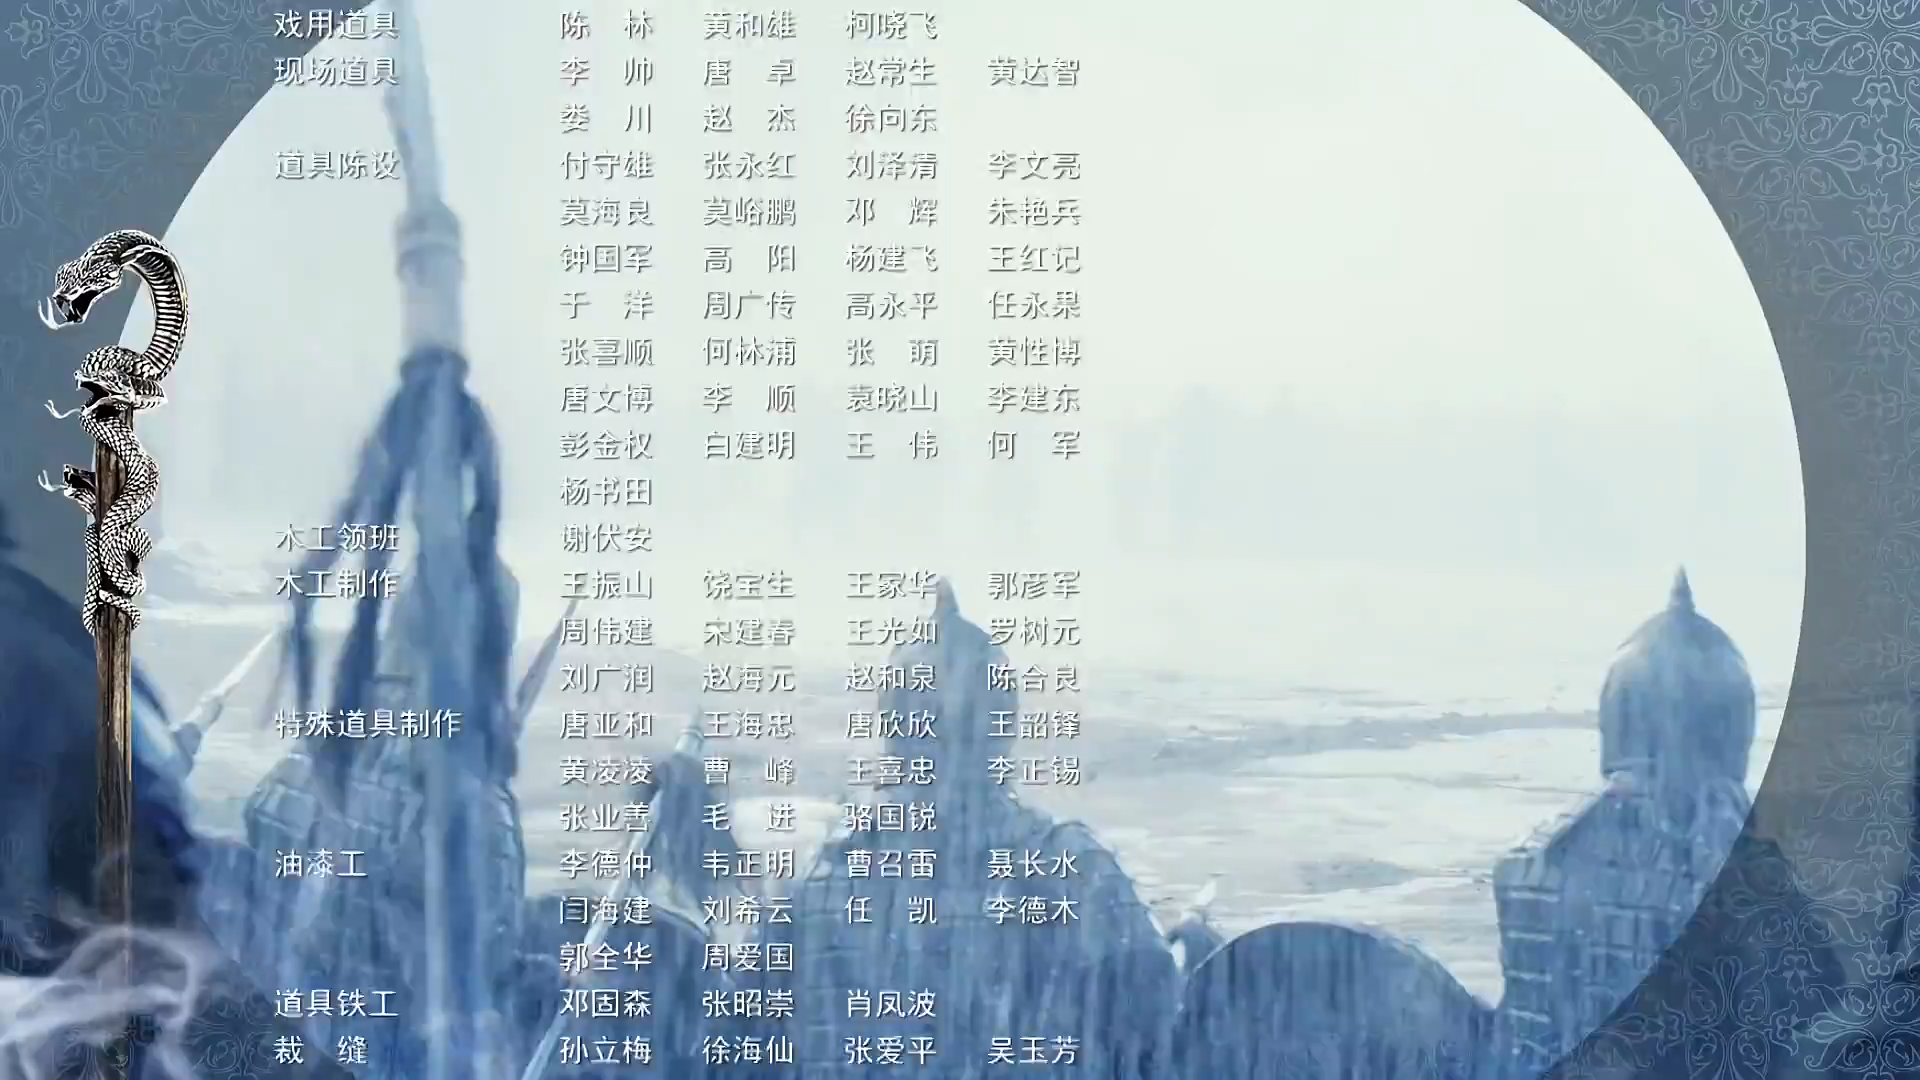 戏用道具 陈 林 黄和雄 柯晓飞
现场道具 李 帅 唐 卓 赵常生 黄达智
娄 川 赵 杰 徐向东
道具陈设 付守雄 张永红 刘泽清 李文亮
莫海良 莫峪鹏 邓 辉 朱艳兵
钟国军 高 阳 杨建飞 王红记
于 洋 周广传 高永平 任永果
张喜顺 何林浦 张 萌 黄性博
唐文博 李 顺 袁晓山 李建东
彭金权 白建明 王 伟 何 军
杨书田
木工领班 谢伏安
木工制作 王振山 饶宝生 王家华 郭彦军
周伟建 宋建春 王光如 罗树元
刘广润 赵海元 赵和泉 陈合良
特殊道具制作 唐亚和 王海忠 唐欣欣 王韶锋
黄凌凌 曹 峰 王喜忠 李正锡
张业善 毛 进 骆国锐
油漆工 李德仲 韦正明 曹召雷 聂长水
闫海建 刘希云 任 凯 李德木
郭全华 周爱国
道具铁工 邓固森 张昭崇 肖凤波
裁 缝 孙立梅 徐海仙 张爱平 吴玉芳